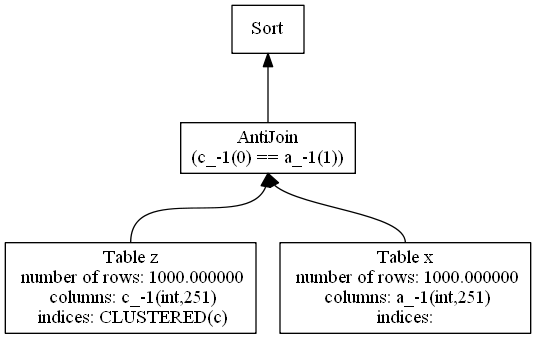 Sort
AntiJoin
(c_-1(0) == a_-1(1))
Table z
number of rows: 1000.000000
columns: c_-1(int,251)
indices: CLUSTERED(c)
Table x
number of rows: 1000.000000
columns: a_-1(int,251)
indices: